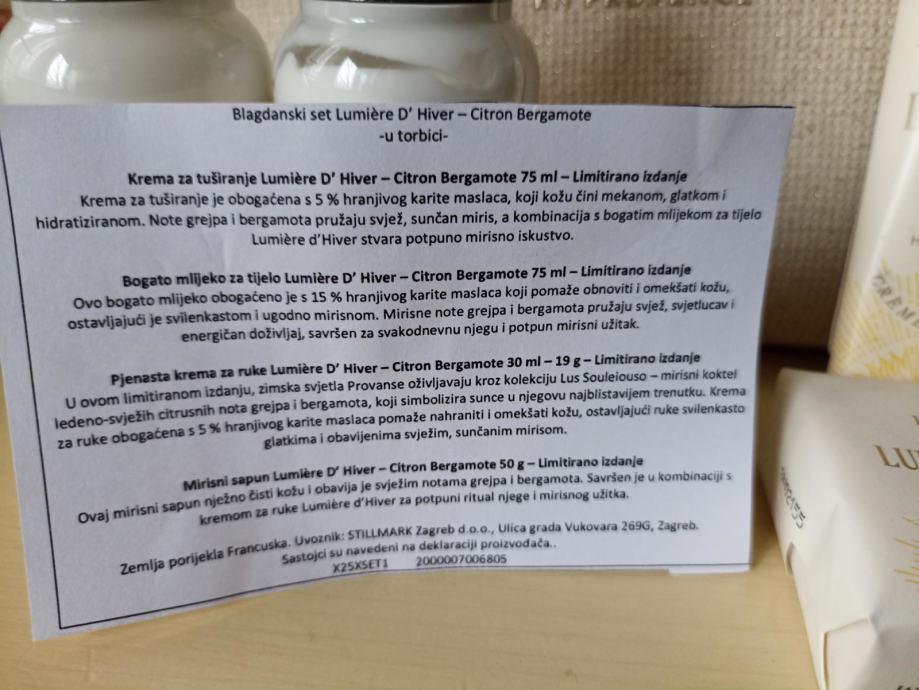 EN PROVENCE
Blagdanski set Lumière D' Hiver – Citron Bergamote
-u torbici-
Krema za tuširanje Lumière D' Hiver – Citron Bergamote 75 ml – Limitirano izdanje
Krema za tuširanje je obogaćena s 5 % hranjivog karite maslaca, koji kožu čini mekanom, glatkom i
hidratiziranom. Note grejpa i bergamota pružaju svjež, sunčan miris, a kombinacija s bogatim mlijekom za tijelo
Lumière d'Hiver stvara potpuno mirisno iskustvo.
Bogato mlijeko za tijelo Lumière D' Hiver – Citron Bergamote 75 ml – Limitirano izdanje
Ovo bogato mlijeko obogaćeno je s 15 % hranjivog karite maslaca koji pomaže obnoviti i omekšati kožu,
ostavljajući je svilenkastom i ugodno mirisnom. Mirisne note grejpa i bergamota pružaju svjež, svjetlucav i
energičan doživljaj, savršen za svakodnevnu njegu i potpun mirisni užitak.
Pjenasta krema za ruke Lumière D' Hiver – Citron Bergamote 30 ml – 19 g – Limitirano izdanje
U ovom limitiranom izdanju, zimska svjetla Provanse oživljavaju kroz kolekciju Lus Souleiouso – mirisni koktel
ledeno-svježih citrusnih nota grejpa i bergamota, koji simbolizira sunce u njegovu najblistavijem trenutku. Krema
za ruke obogaćena s 5 % hranjivog karite maslaca pomaže nahraniti i omekšati kožu, ostavljajući ruke svilenkasto
glatkima i obavijenima svježim, sunčanim mirisom.
Mirisni sapun Lumière D' Hiver – Citron Bergamote 50 g – Limitirano izdanje
Ovaj mirisni sapun nježno čisti kožu i obavija je svježim notama grejpa i bergamota. Savršen je u kombinaciji s
kremom za ruke Lumière d'Hiver za potpuni ritual njege i mirisnog užitka.
Zemlja porijekla Francuska. Uvoznik: STILLMARK Zagreb d.o.o., Ulica grada Vukovara 269G, Zagreb.
Sastojci su navedeni na deklaraciji proizvođača..
X25XSET1 2000007006805